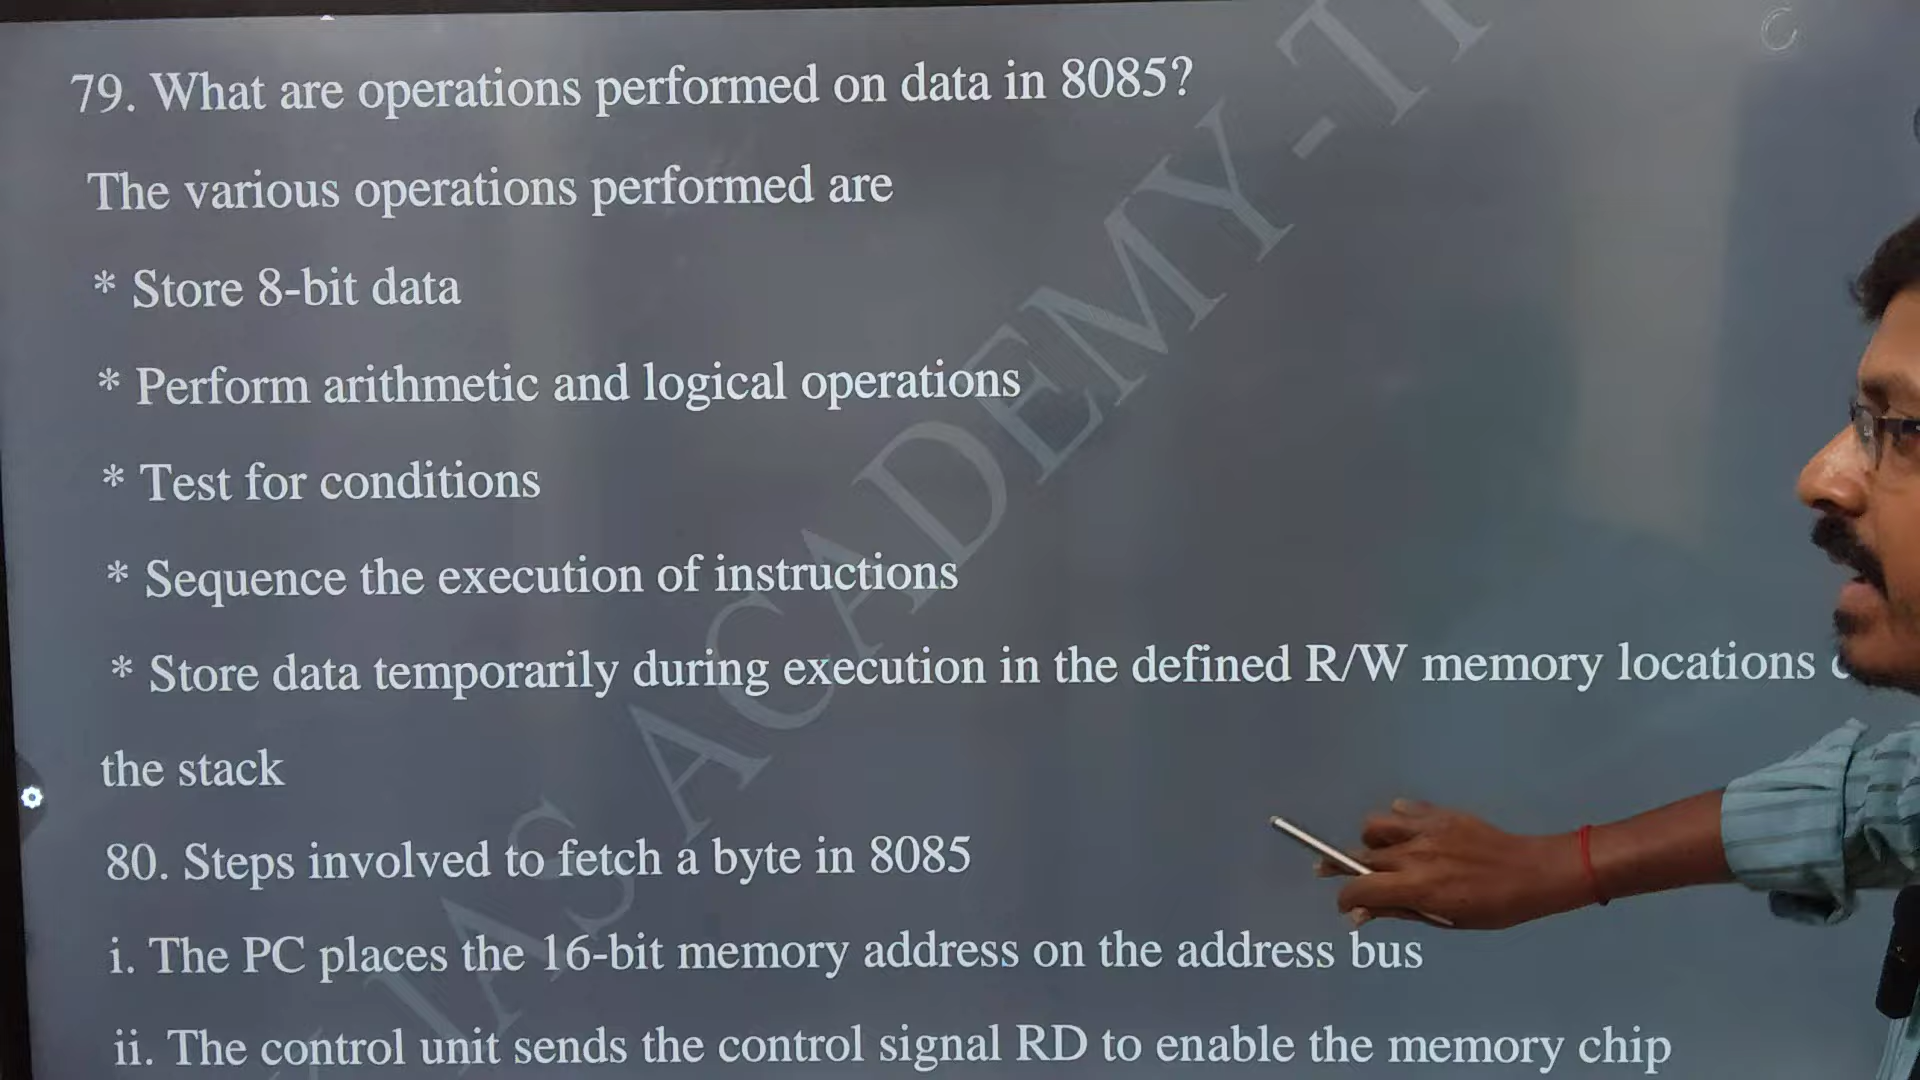 79. What are operations performed on data in 8085?
The various operations performed are
* Store 8-bit data
* Perform arithmetic and logical operations
* Test for conditions
* Sequence the execution of instructions
* Store data temporarily during execution in the defined R/W memory locations
the stack
80. Steps involved to fetch a byte in 8085
i. The PC places the 16-bit memory address on the address bus
ii. The control unit sends the control signal RD to enable the memory chip
IAS ACADEMY -